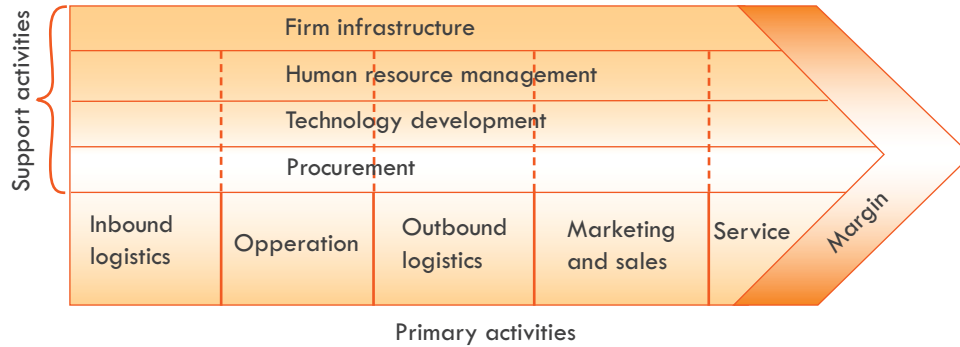 Support activities
Firm infrastructure
Human resource management
Technology development
Procurement
Inbound
logistics
Opperation
Outbound
logistics
Marketing
and sales
Service
Margin
Primary activities